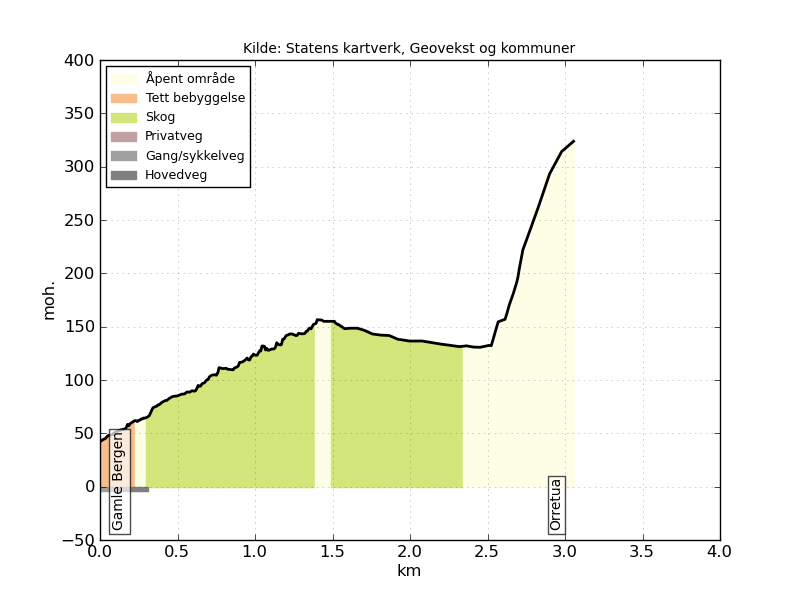 Kilde: Statens kartverk, Geovekst og kommuner
400
350
300
250
200
150
100
50
0
−50
moh.
Åpent område
Tett bebyggelse
Skog
Privatveg
Gang/sykkelveg
Hovedveg
Gamle Bergen
Orretua
0.0 0.5 1.0 1.5 2.0 2.5 3.0 3.5 4.0
km